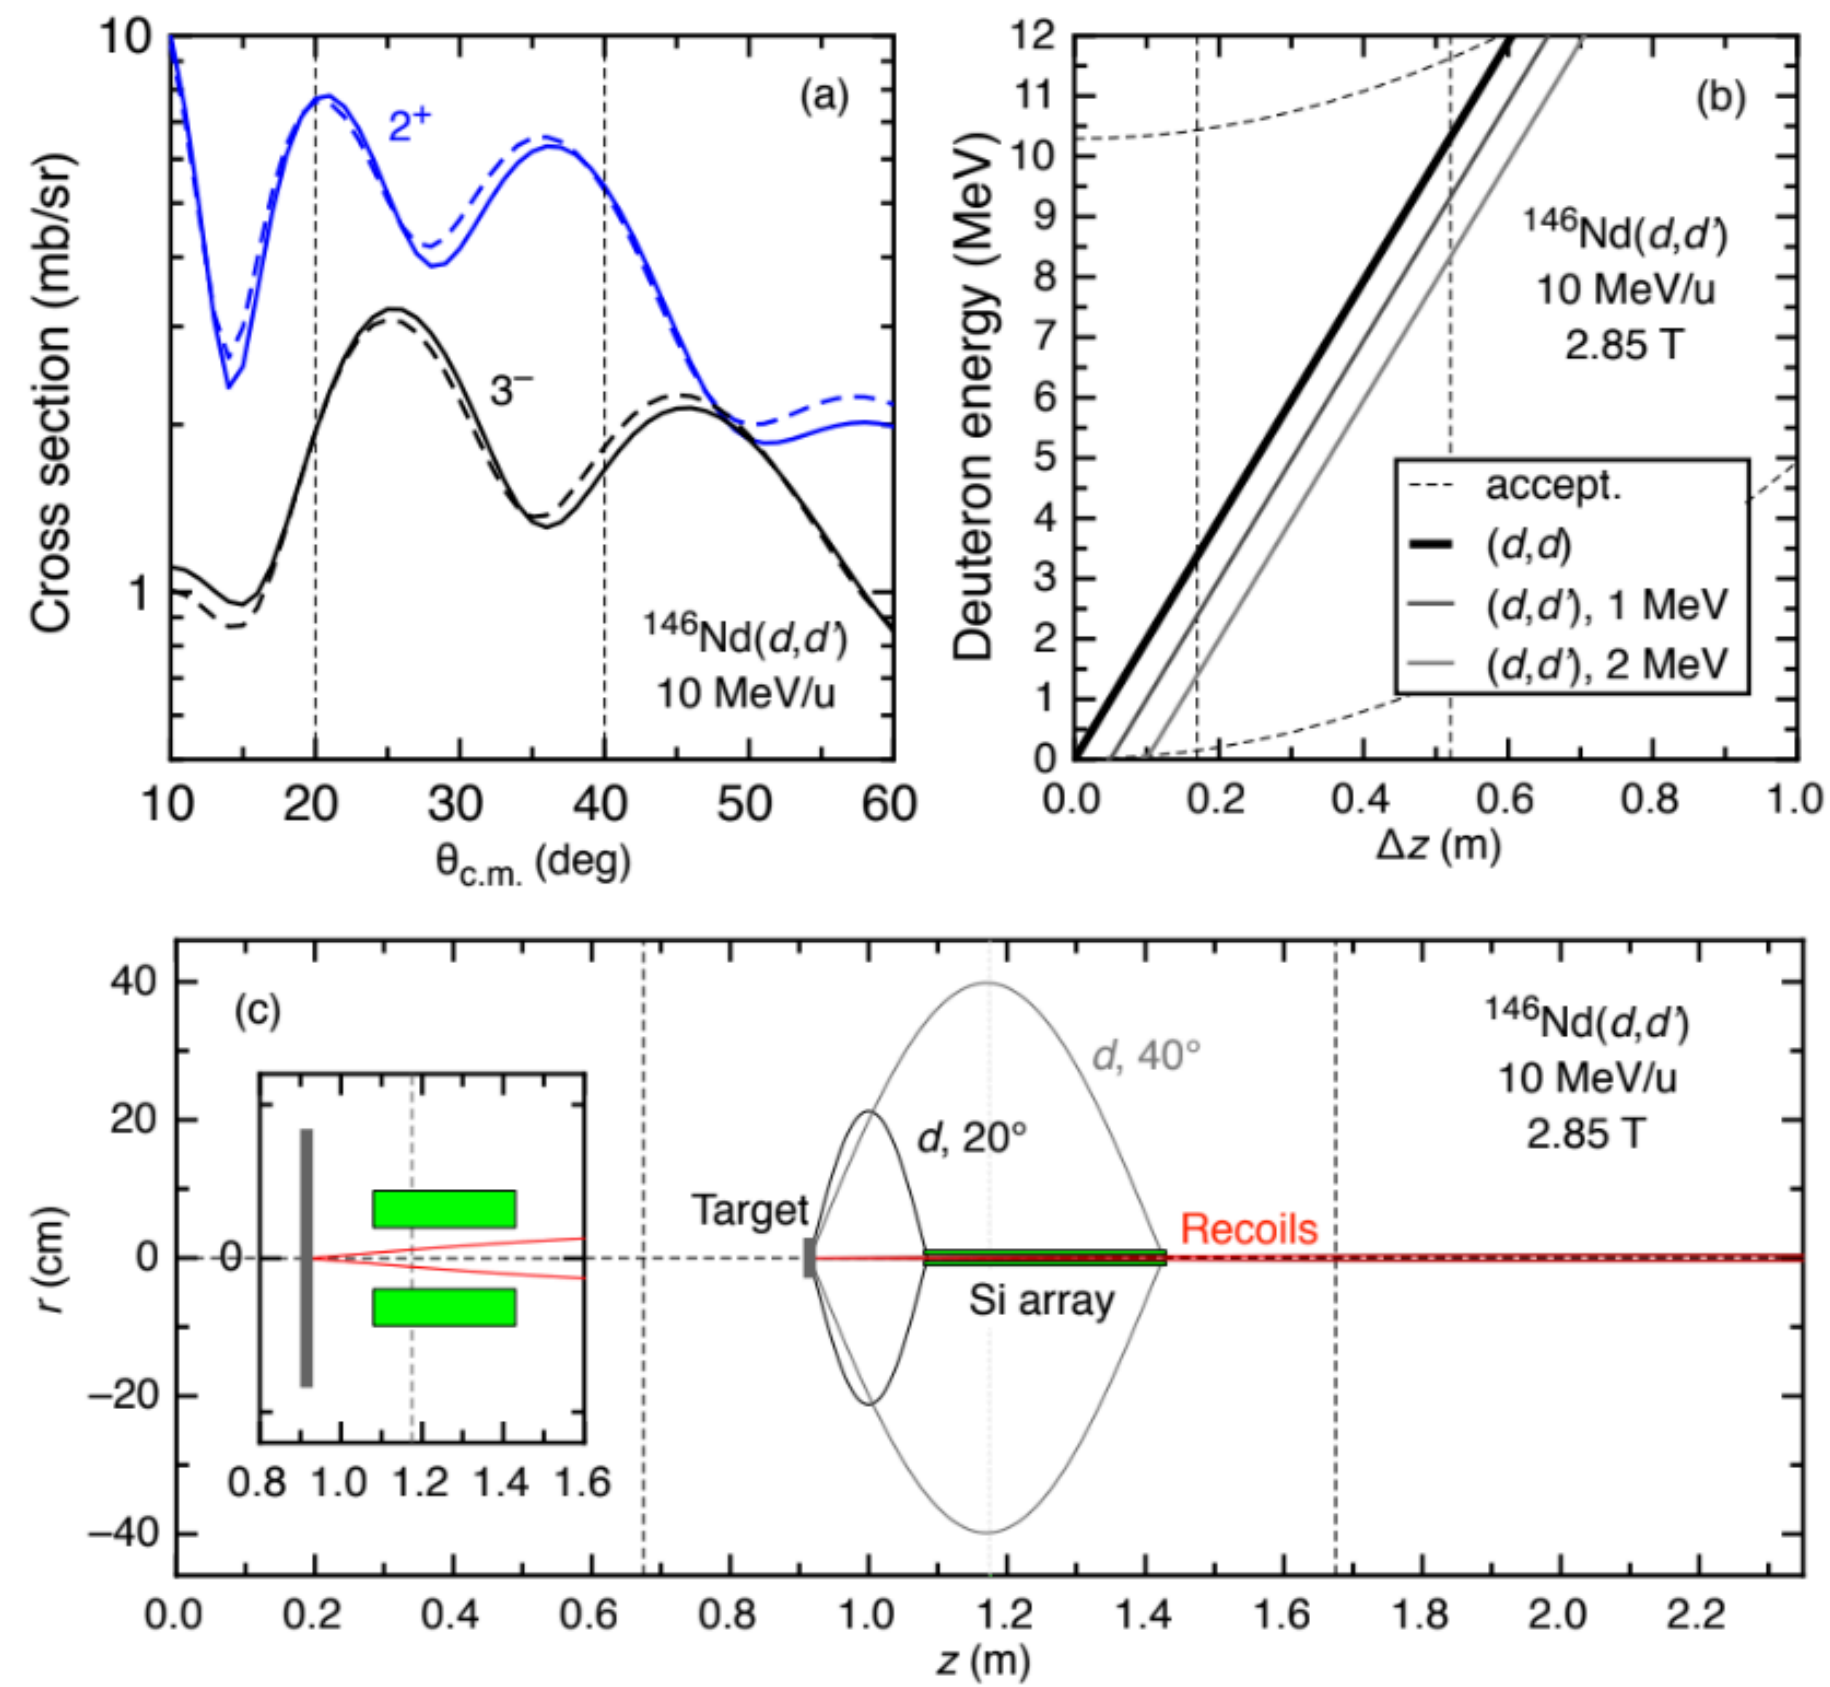 (a)
Cross section (mb/sr)
10
1
2⁺
3⁻
¹⁴⁶Nd(d,d’)
10 MeV/u
10 20 30 40 50 60
θc.m. (deg)
(b)
Deuteron energy (MeV)
12
11
10
9
8
7
6
5
4
3
2
1
0
¹⁴⁶Nd(d,d’)
10 MeV/u
2.85 T
accept.
(d,d)
(d,d’), 1 MeV
(d,d’), 2 MeV
0.0 0.2 0.4 0.6 0.8 1.0
Δz (m)
(c)
r (cm)
40
20
0
−20
−40
0
0.8 1.0 1.2 1.4 1.6
Target
d, 20°
d, 40°
Si array
Recoils
¹⁴⁶Nd(d,d’)
10 MeV/u
2.85 T
0.0 0.2 0.4 0.6 0.8 1.0 1.2 1.4 1.6 1.8 2.0 2.2
z (m)